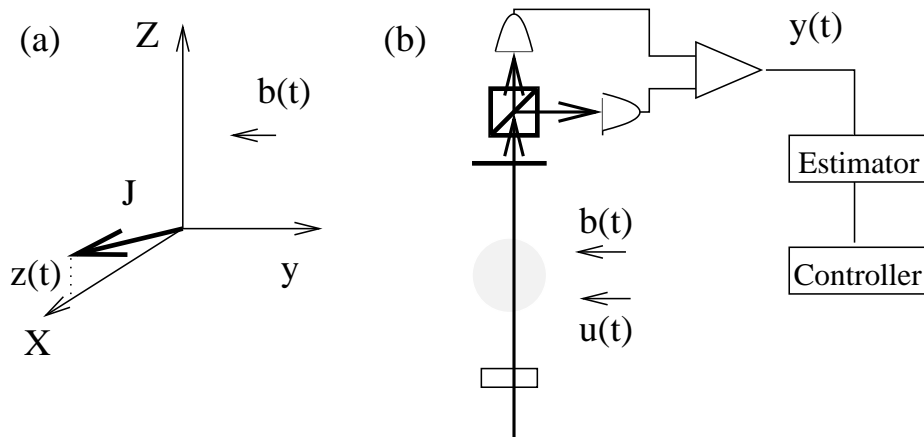 (a)
Z
b(t)
J
z(t)
y
X
(b)
y(t)
Estimator
b(t)
Controller
u(t)